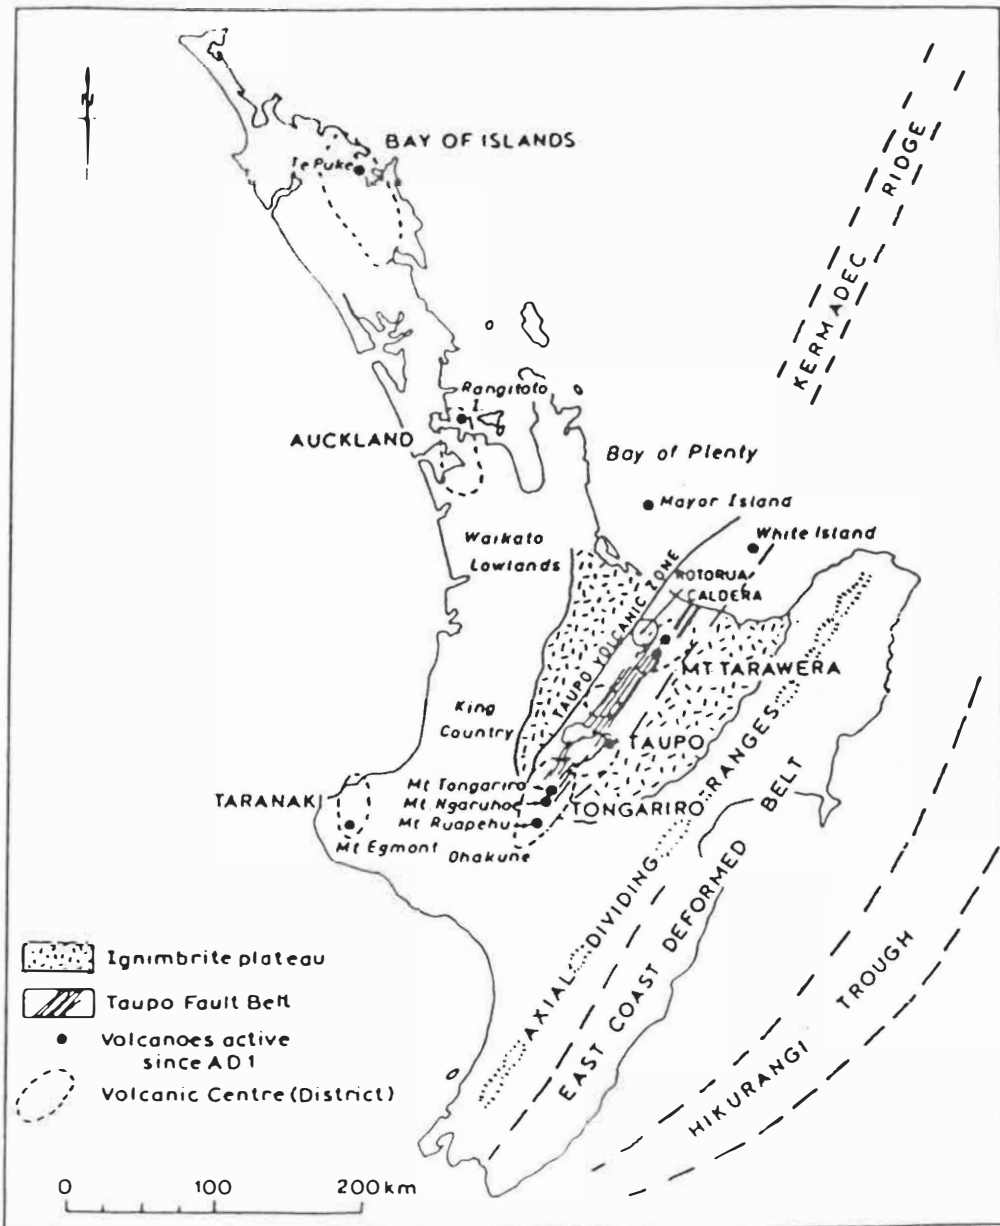 N
BAY OF ISLANDS
Te Puke
KERMADEC RIDGE
Rangitoto
I.
AUCKLAND
Bay of Plenty
Mayor Island
White Island
Waikato
Lowlands
ROTORUA
CALDERA
TAUPO VOLCANIC ZONE
MT TARAWERA
King
Country
TAUPO
Mt Tongariro
Mt. Ngaruhoe
Mt Ruapehu
TONGARIRO
Ohakune
TARANAKI
Mt Egmont
AXIAL DIVIDING RANGES
EAST COAST DEFORMED BELT
HIKURANGI TROUGH
Ignimbrite plateau
Taupo Fault Belt
Volcanoes active
since AD1
Volcanic Centre (District)
0 100 200 km